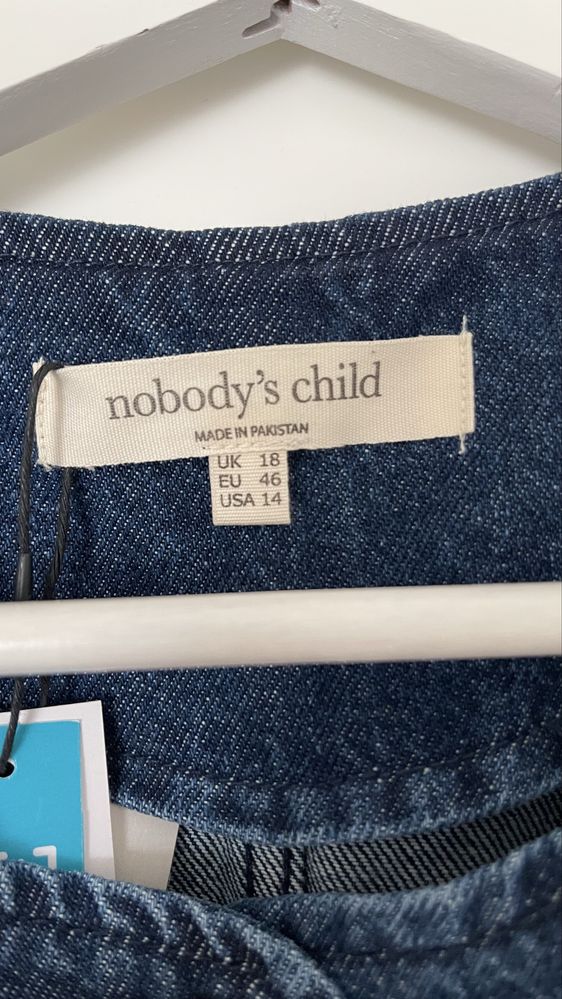 nobody's child
MADE IN PAKISTAN
UK 18
EU 46
USA 14